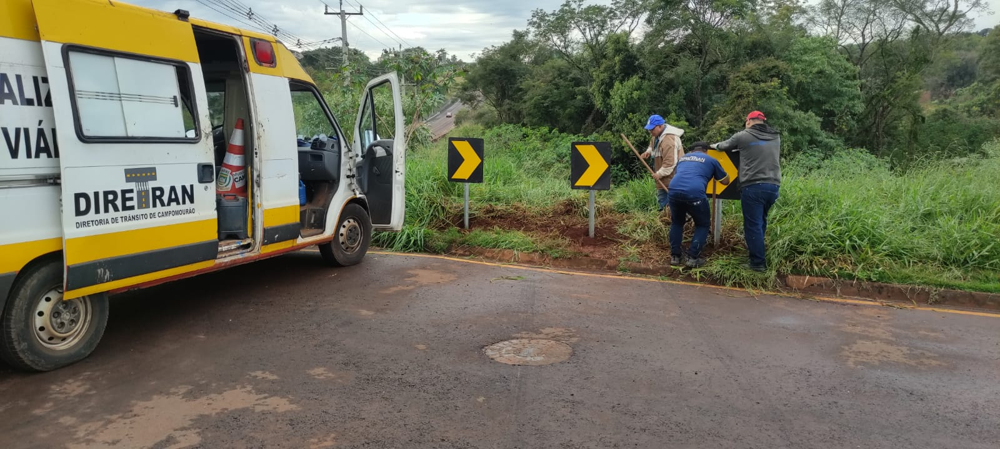 ALIZ
VIÁ
DIRETRAN
DIRETORIA DE TRÂNSITO DE CAMPOMOURÃO
DIRETRAN